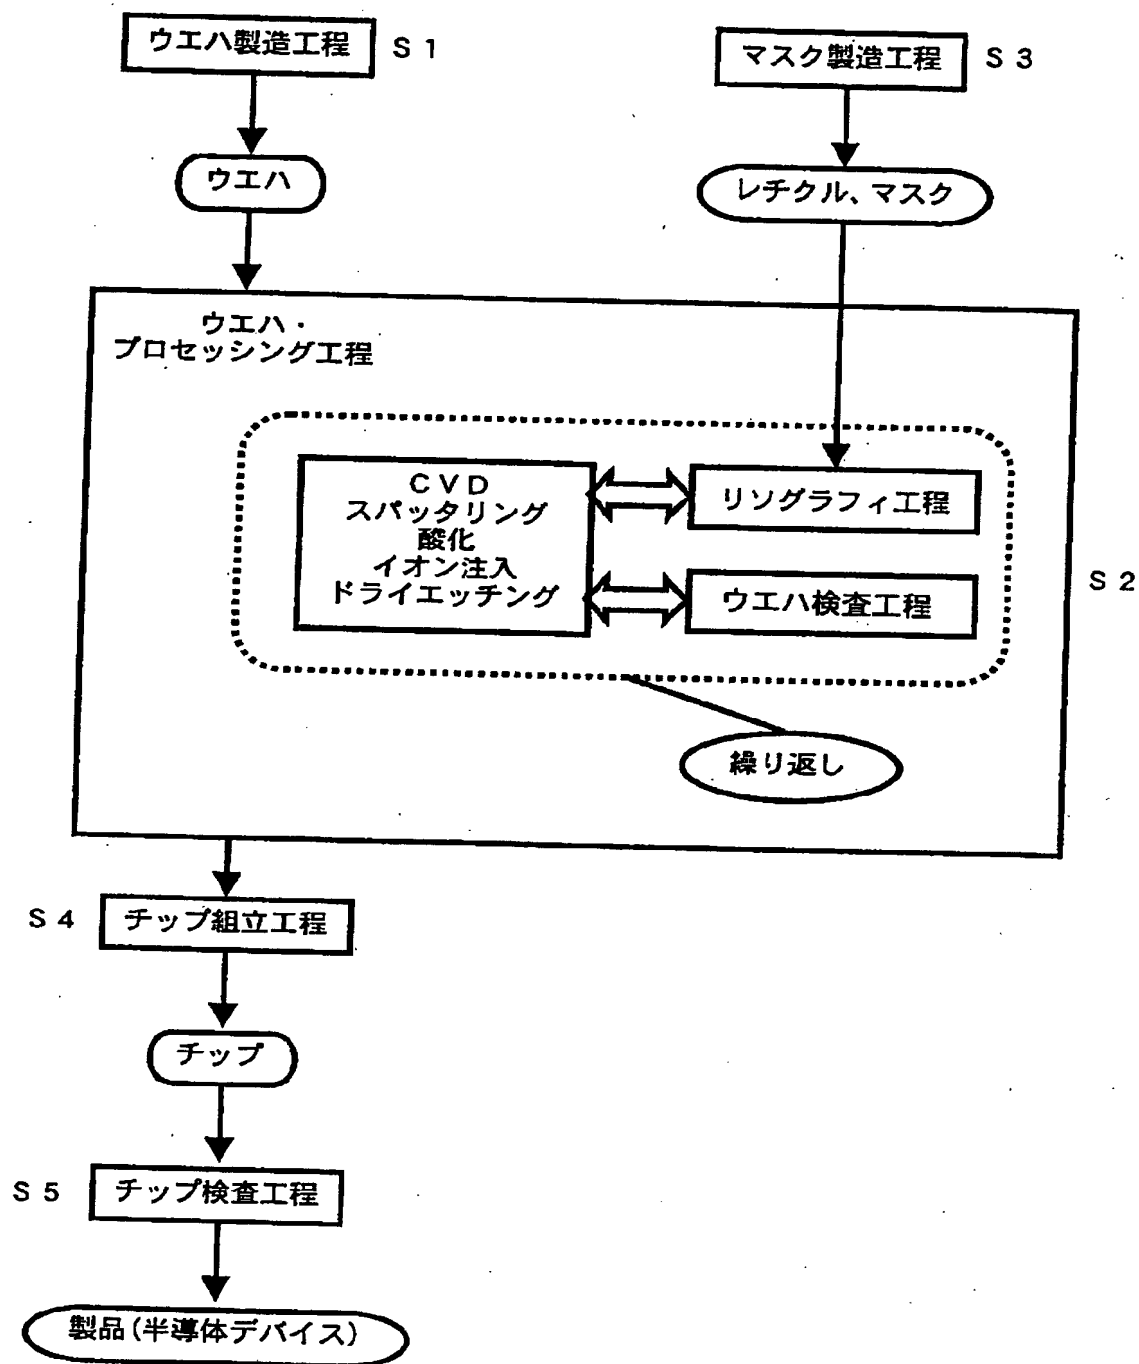 ウエハ製造工程 S1
マスク製造工程 S3
ウエハ
レチクル、マスク
ウエハ・
プロセッシング工程
CVD
スパッタリング
酸化
イオン注入
ドライエッチング
リソグラフィ工程
ウエハ検査工程
S2
繰り返し
S4 チップ組立工程
チップ
S5 チップ検査工程
製品(半導体デバイス)